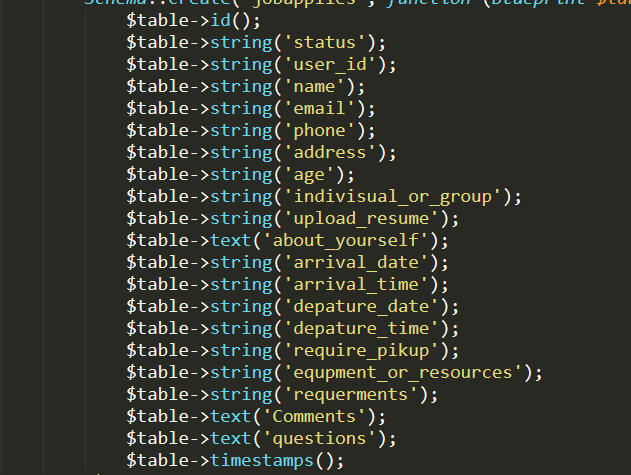 Schema::create('jobapplies', function (Blueprint $tab
$table->id();
$table->string('status');
$table->string('user_id');
$table->string('name');
$table->string('email');
$table->string('phone');
$table->string('address');
$table->string('age');
$table->string('indivisual_or_group');
$table->string('upload_resume');
$table->text('about_yourself');
$table->string('arrival_date');
$table->string('arrival_time');
$table->string('depature_date');
$table->string('depature_time');
$table->string('require_pikup');
$table->string('equpment_or_resources');
$table->string('requerments');
$table->text('Comments');
$table->text('questions');
$table->timestamps();